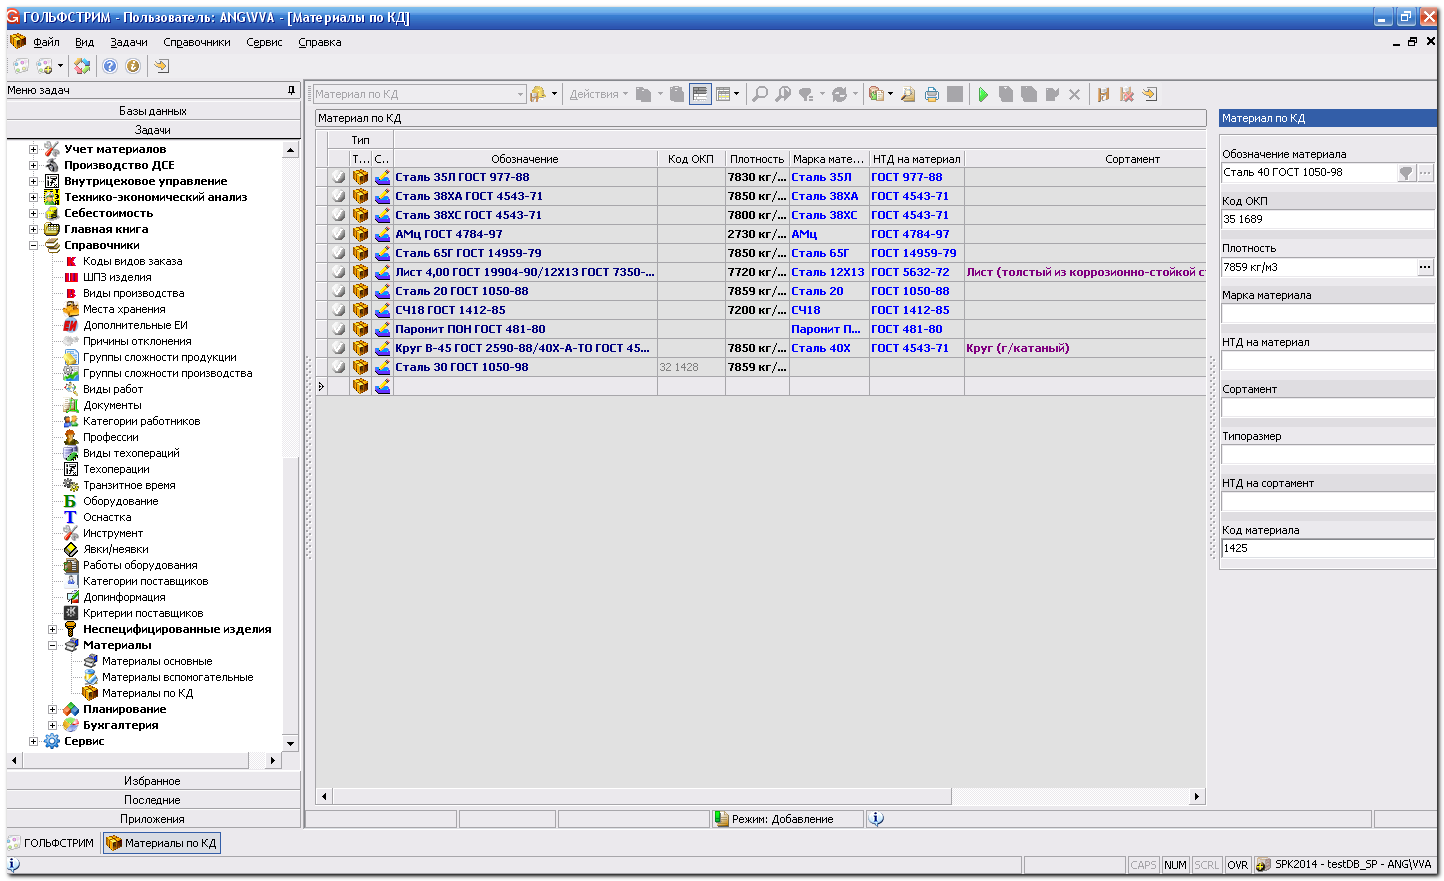 ГОЛЬФСТРИМ - Пользователь: ANG\VVA - [Материалы по КД]
Файл Вид Задачи Справочники Сервис Справка
Меню задач
Базы данных
Задачи
Учет материалов
Производство ДСЕ
Внутрицеховое управление
Технико-экономический анализ
Себестоимость
Главная книга
Справочники
Коды видов заказа
ШПЗ изделия
Виды производства
Места хранения
Дополнительные ЕИ
Причины отклонения
Группы сложности продукции
Группы сложности производства
Виды работ
Документы
Категории работников
Профессии
Виды техопераций
Техоперации
Транзитное время
Оборудование
Оснастка
Инструмент
Явки/неявки
Работы оборудования
Категории поставщиков
Допинформация
Критерии поставщиков
Неспецифицированные изделия
Материалы
Материалы основные
Материалы вспомогательные
Материалы по КД
Планирование
Бухгалтерия
Сервис
Избранное
Последние
Приложения
Материал по КД Действия
Материал по КД
Тип
Т... С.. Обозначение Код ОКП Плотность Марка мате... НТД на материал Сортамент
Сталь 35Л ГОСТ 977-88 7830 кг/... Сталь 35Л ГОСТ 977-88
Сталь 38ХА ГОСТ 4543-71 7850 кг/... Сталь 38ХА ГОСТ 4543-71
Сталь 38ХС ГОСТ 4543-71 7800 кг/... Сталь 38ХС ГОСТ 4543-71
АМц ГОСТ 4784-97 2730 кг/... АМц ГОСТ 4784-97
Сталь 65Г ГОСТ 14959-79 7850 кг/... Сталь 65Г ГОСТ 14959-79
Лист 4,00 ГОСТ 19904-90/12Х13 ГОСТ 7350-... 7720 кг/... Сталь 12Х13 ГОСТ 5632-72 Лист (толстый из коррозионно-стойкой ст
Сталь 20 ГОСТ 1050-88 7859 кг/... Сталь 20 ГОСТ 1050-88
СЧ18 ГОСТ 1412-85 7200 кг/... СЧ18 ГОСТ 1412-85
Паронит ПОН ГОСТ 481-80 Паронит П... ГОСТ 481-80
Круг В-45 ГОСТ 2590-88/40Х-А-ТО ГОСТ 45... 7850 кг/... Сталь 40Х ГОСТ 4543-71 Круг (г/катаный)
Сталь 30 ГОСТ 1050-98 32 1428 7859 кг/...
Материал по КД
Обозначение материала
Сталь 40 ГОСТ 1050-98
Код ОКП
35 1689
Плотность
7859 кг/м3
Марка материала
НТД на материал
Сортамент
Типоразмер
НТД на сортамент
Код материала
1425
Режим: Добавление
ГОЛЬФСТРИМ Материалы по КД
CAPS NUM SCRL OVR SPK2014 - testDB_SP - ANG\VVA